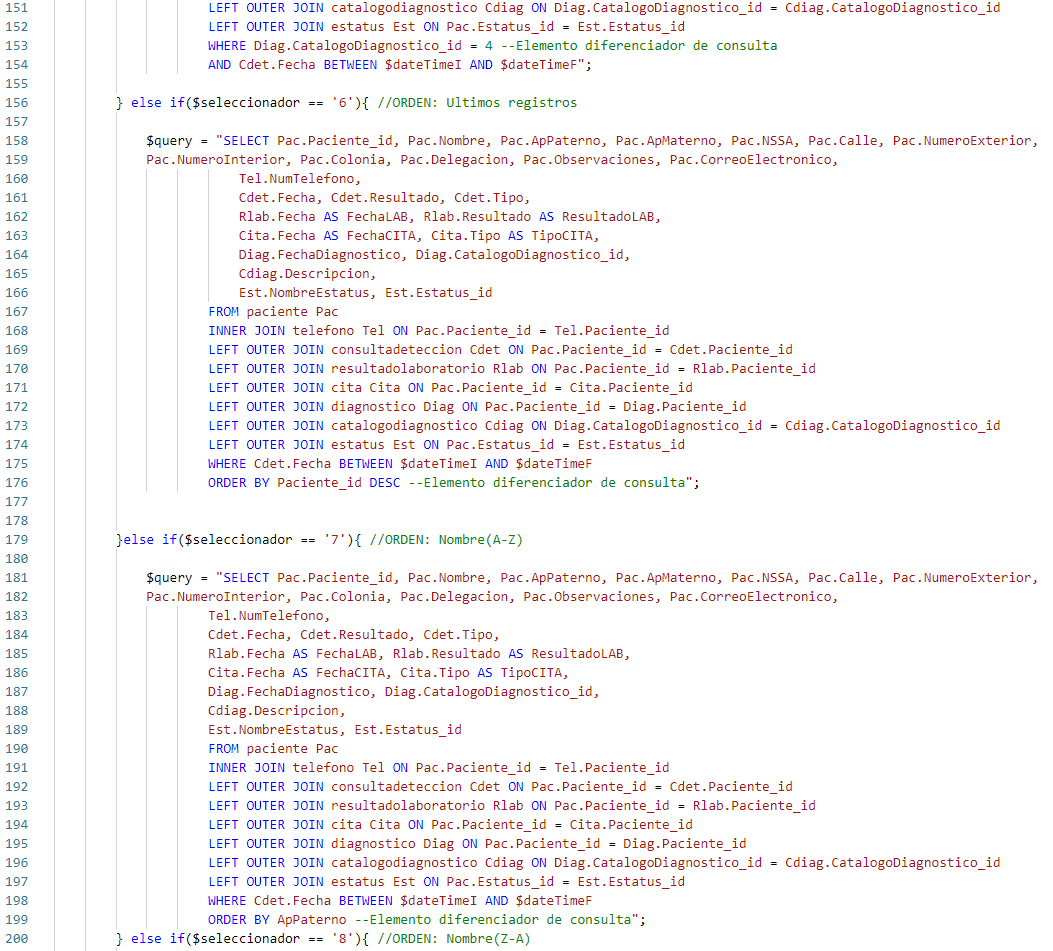 151 LEFT OUTER JOIN catalogodiagnostico Cdiag ON Diag.CatalogoDiagnostico_id = Cdiag.CatalogoDiagnostico_id
152 LEFT OUTER JOIN estatus Est ON Pac.Estatus_id = Est.Estatus_id
153 WHERE Diag.CatalogoDiagnostico_id = 4 --Elemento diferenciador de consulta
154 AND Cdet.Fecha BETWEEN $dateTimeI AND $dateTimeF";
155
156 } else if($seleccionador == '6'){ //ORDEN: Ultimos registros
157
158 $query = "SELECT Pac.Paciente_id, Pac.Nombre, Pac.ApPaterno, Pac.ApMaterno, Pac.NSSA, Pac.Calle, Pac.NumeroExterior,
159 Pac.NumeroInterior, Pac.Colonia, Pac.Delegacion, Pac.Observaciones, Pac.CorreoElectronico,
160 Tel.NumTelefono,
161 Cdet.Fecha, Cdet.Resultado, Cdet.Tipo,
162 Rlab.Fecha AS FechaLAB, Rlab.Resultado AS ResultadoLAB,
163 Cita.Fecha AS FechaCITA, Cita.Tipo AS TipoCITA,
164 Diag.FechaDiagnostico, Diag.CatalogoDiagnostico_id,
165 Cdiag.Descripcion,
166 Est.NombreEstatus, Est.Estatus_id
167 FROM paciente Pac
168 INNER JOIN telefono Tel ON Pac.Paciente_id = Tel.Paciente_id
169 LEFT OUTER JOIN consultadeteccion Cdet ON Pac.Paciente_id = Cdet.Paciente_id
170 LEFT OUTER JOIN resultadolaboratorio Rlab ON Pac.Paciente_id = Rlab.Paciente_id
171 LEFT OUTER JOIN cita Cita ON Pac.Paciente_id = Cita.Paciente_id
172 LEFT OUTER JOIN diagnostico Diag ON Pac.Paciente_id = Diag.Paciente_id
173 LEFT OUTER JOIN catalogodiagnostico Cdiag ON Diag.CatalogoDiagnostico_id = Cdiag.CatalogoDiagnostico_id
174 LEFT OUTER JOIN estatus Est ON Pac.Estatus_id = Est.Estatus_id
175 WHERE Cdet.Fecha BETWEEN $dateTimeI AND $dateTimeF
176 ORDER BY Paciente_id DESC --Elemento diferenciador de consulta";
177
178
179 }else if($seleccionador == '7'){ //ORDEN: Nombre(A-Z)
180
181 $query = "SELECT Pac.Paciente_id, Pac.Nombre, Pac.ApPaterno, Pac.ApMaterno, Pac.NSSA, Pac.Calle, Pac.NumeroExterior,
182 Pac.NumeroInterior, Pac.Colonia, Pac.Delegacion, Pac.Observaciones, Pac.CorreoElectronico,
183 Tel.NumTelefono,
184 Cdet.Fecha, Cdet.Resultado, Cdet.Tipo,
185 Rlab.Fecha AS FechaLAB, Rlab.Resultado AS ResultadoLAB,
186 Cita.Fecha AS FechaCITA, Cita.Tipo AS TipoCITA,
187 Diag.FechaDiagnostico, Diag.CatalogoDiagnostico_id,
188 Cdiag.Descripcion,
189 Est.NombreEstatus, Est.Estatus_id
190 FROM paciente Pac
191 INNER JOIN telefono Tel ON Pac.Paciente_id = Tel.Paciente_id
192 LEFT OUTER JOIN consultadeteccion Cdet ON Pac.Paciente_id = Cdet.Paciente_id
193 LEFT OUTER JOIN resultadolaboratorio Rlab ON Pac.Paciente_id = Rlab.Paciente_id
194 LEFT OUTER JOIN cita Cita ON Pac.Paciente_id = Cita.Paciente_id
195 LEFT OUTER JOIN diagnostico Diag ON Pac.Paciente_id = Diag.Paciente_id
196 LEFT OUTER JOIN catalogodiagnostico Cdiag ON Diag.CatalogoDiagnostico_id = Cdiag.CatalogoDiagnostico_id
197 LEFT OUTER JOIN estatus Est ON Pac.Estatus_id = Est.Estatus_id
198 WHERE Cdet.Fecha BETWEEN $dateTimeI AND $dateTimeF
199 ORDER BY ApPaterno --Elemento diferenciador de consulta";
200 } else if($seleccionador == '8'){ //ORDEN: Nombre(Z-A)